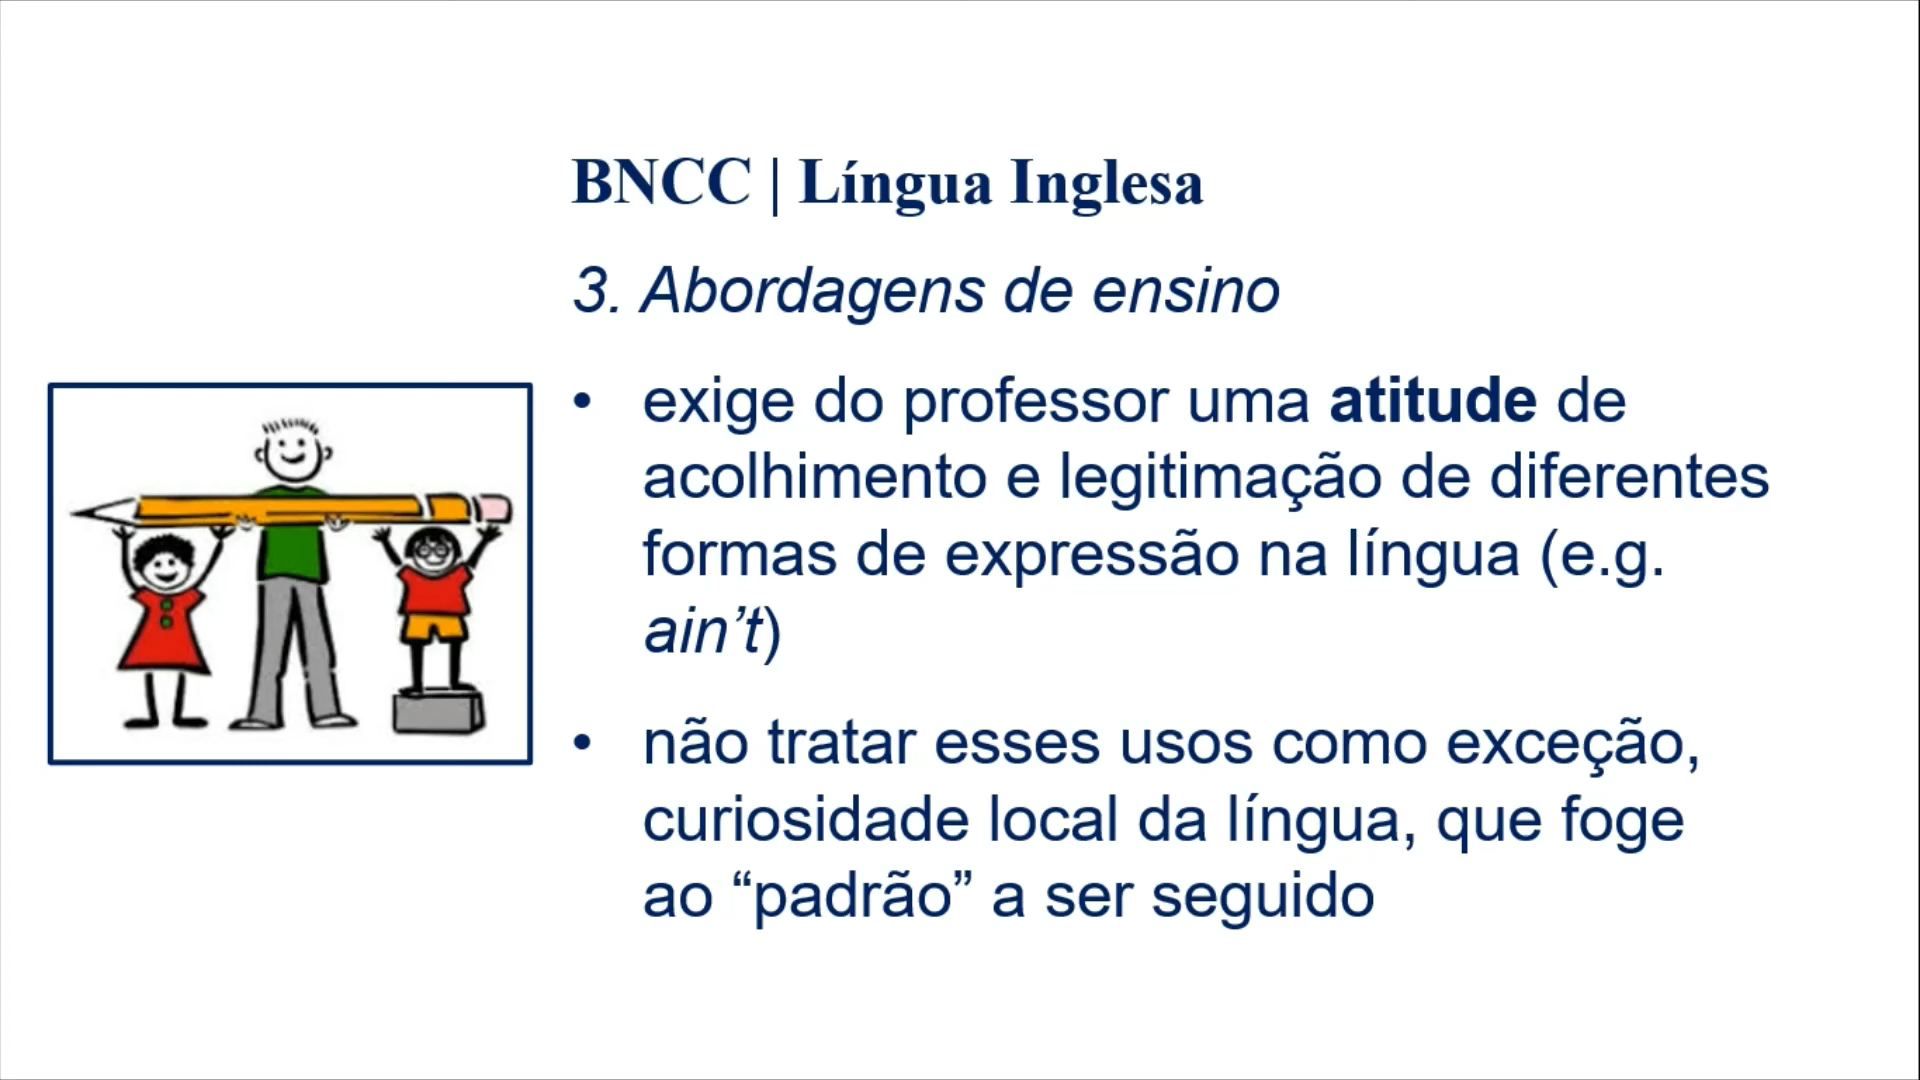 BNCC | Língua Inglesa
3. Abordagens de ensino
• exige do professor uma atitude de
acolhimento e legitimação de diferentes
formas de expressão na língua (e.g.
ain’t)
• não tratar esses usos como exceção,
curiosidade local da língua, que foge
ao “padrão” a ser seguido